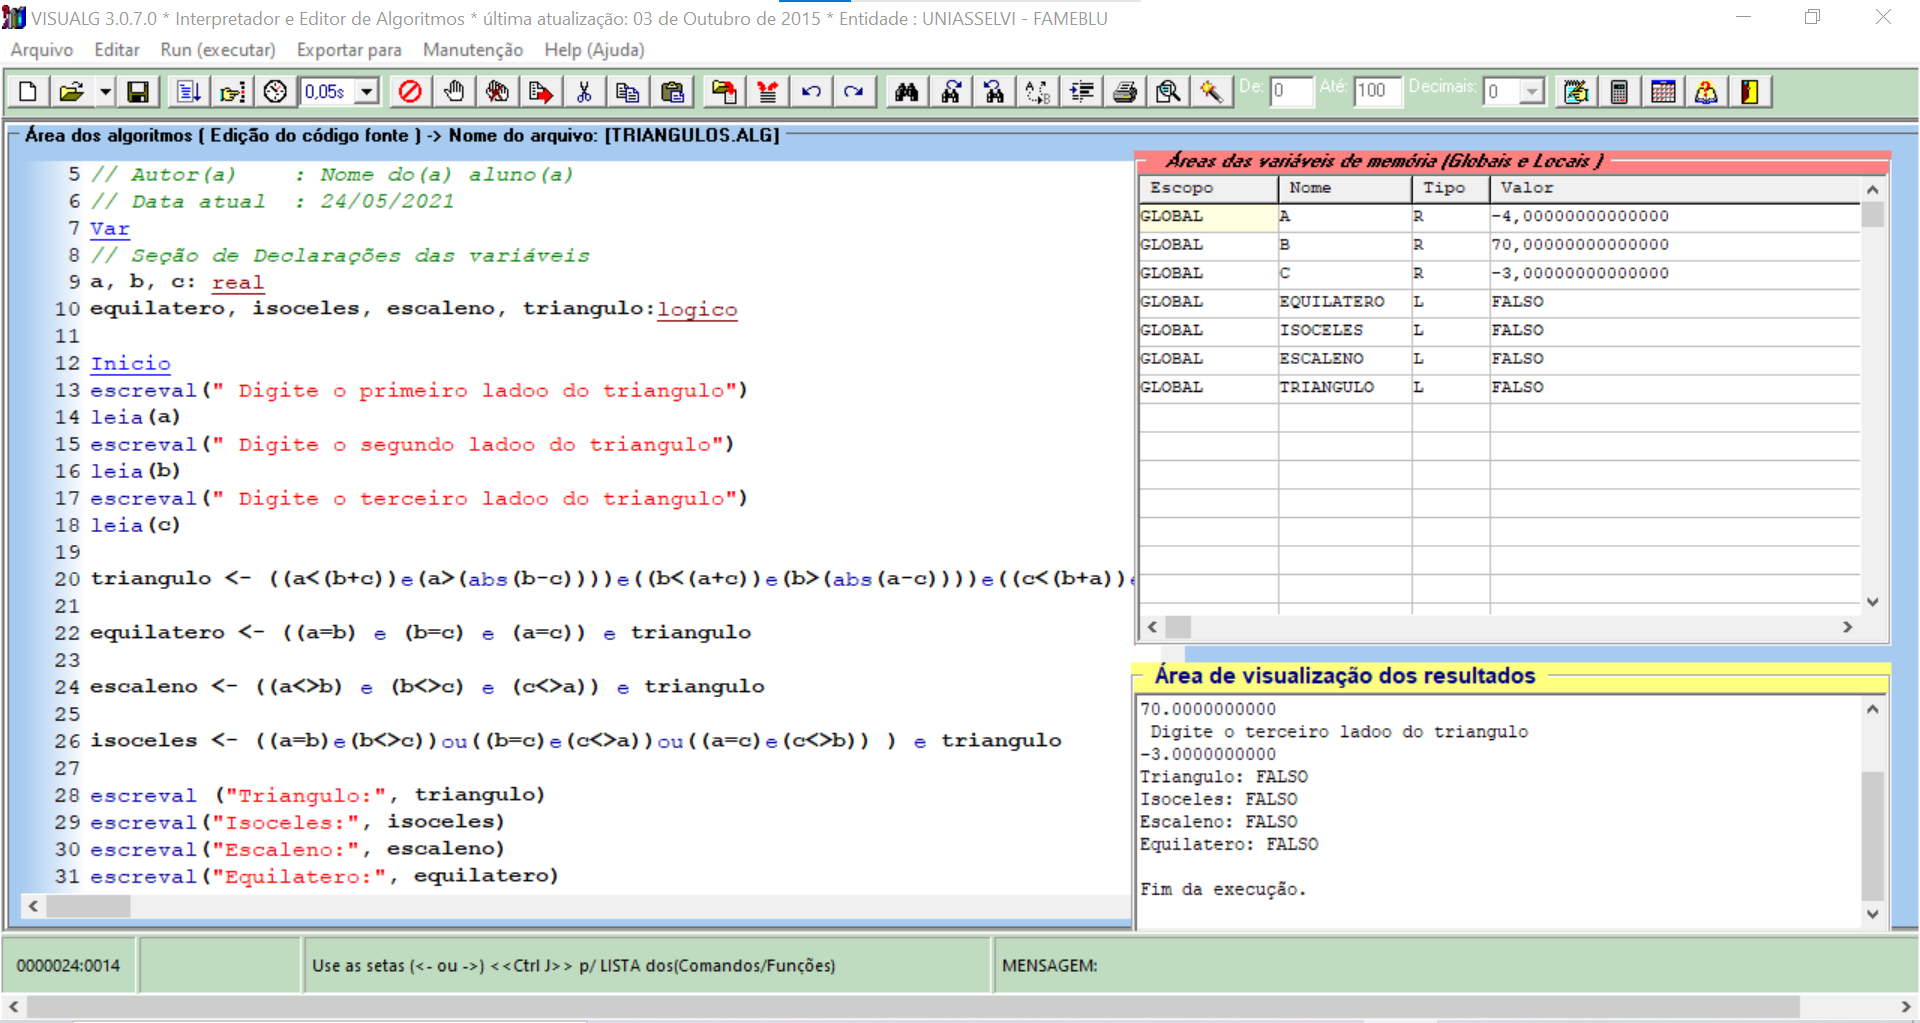 VISUALG 3.0.7.0 * Interpretador e Editor de Algoritmos * última atualização: 03 de Outubro de 2015 * Entidade : UNIASSELVI - FAMEBLU
Arquivo Editar Run (executar) Exportar para Manutenção Help (Ajuda)
0,05s De: 0 Até: 100 Decimais: 0
Área dos algoritmos ( Edição do código fonte ) -> Nome do arquivo: [TRIANGULOS.ALG]
5 // Autor(a)    : Nome do(a) aluno(a)
6 // Data atual  : 24/05/2021
7 Var
8 // Seção de Declarações das variáveis
9 a, b, c: real
10 equilatero, isoceles, escaleno, triangulo:logico
11
12 Inicio
13 escreval(" Digite o primeiro ladoo do triangulo")
14 leia(a)
15 escreval(" Digite o segundo ladoo do triangulo")
16 leia(b)
17 escreval(" Digite o terceiro ladoo do triangulo")
18 leia(c)
19
20 triangulo <- ((a<(b+c))e(a>(abs(b-c))))e((b<(a+c))e(b>(abs(a-c))))e((c<(b+a))
21
22 equilatero <- ((a=b) e (b=c) e (a=c)) e triangulo
23
24 escaleno <- ((a<>b) e (b<>c) e (c<>a)) e triangulo
25
26 isoceles <- ((a=b)e(b<>c))ou((b=c)e(c<>a))ou((a=c)e(c<>b)) ) e triangulo
27
28 escreval ("Triangulo:", triangulo)
29 escreval("Isoceles:", isoceles)
30 escreval("Escaleno:", escaleno)
31 escreval("Equilatero:", equilatero)
Áreas das variáveis de memória (Globais e Locais )
Escopo Nome Tipo Valor
GLOBAL A R -4,00000000000000
GLOBAL B R 70,00000000000000
GLOBAL C R -3,00000000000000
GLOBAL EQUILATERO L FALSO
GLOBAL ISOCELES L FALSO
GLOBAL ESCALENO L FALSO
GLOBAL TRIANGULO L FALSO
Área de visualização dos resultados
70.0000000000
Digite o terceiro ladoo do triangulo
-3.0000000000
Triangulo: FALSO
Isoceles: FALSO
Escaleno: FALSO
Equilatero: FALSO
Fim da execução.
0000024:0014 Use as setas (<- ou ->) <<Ctrl J>> p/ LISTA dos(Comandos/Funções) MENSAGEM: